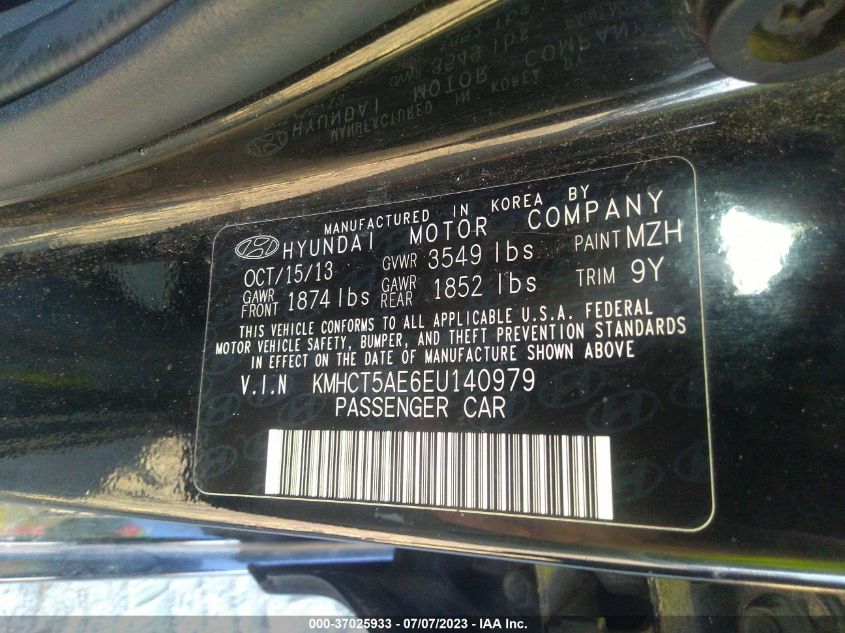 MANUFACTURED IN KOREA BY
HYUNDAI MOTOR COMPANY
OCT/15/13 GVWR 3549 lbs PAINT MZH
GAWR FRONT 1874 lbs GAWR REAR 1852 lbs TRIM 9Y
THIS VEHICLE CONFORMS TO ALL APPLICABLE U.S.A. FEDERAL
MOTOR VEHICLE SAFETY, BUMPER, AND THEFT PREVENTION STANDARDS
IN EFFECT ON THE DATE OF MANUFACTURE SHOWN ABOVE
V.I.N KMHCT5AE6EU140979
PASSENGER CAR
000-37025933 - 07/07/2023 - IAA Inc.